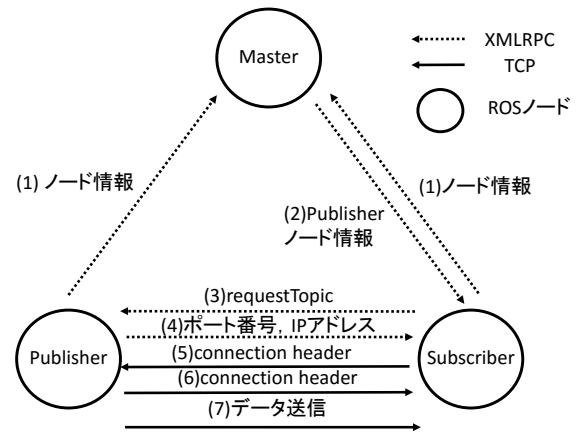 Master
XMLRPC
TCP
ROSノード
(1) ノード情報
(1)ノード情報
(2)Publisher
ノード情報
(3)requestTopic
(4)ポート番号，IPアドレス
(5)connection header
(6)connection header
(7)データ送信
Publisher
Subscriber